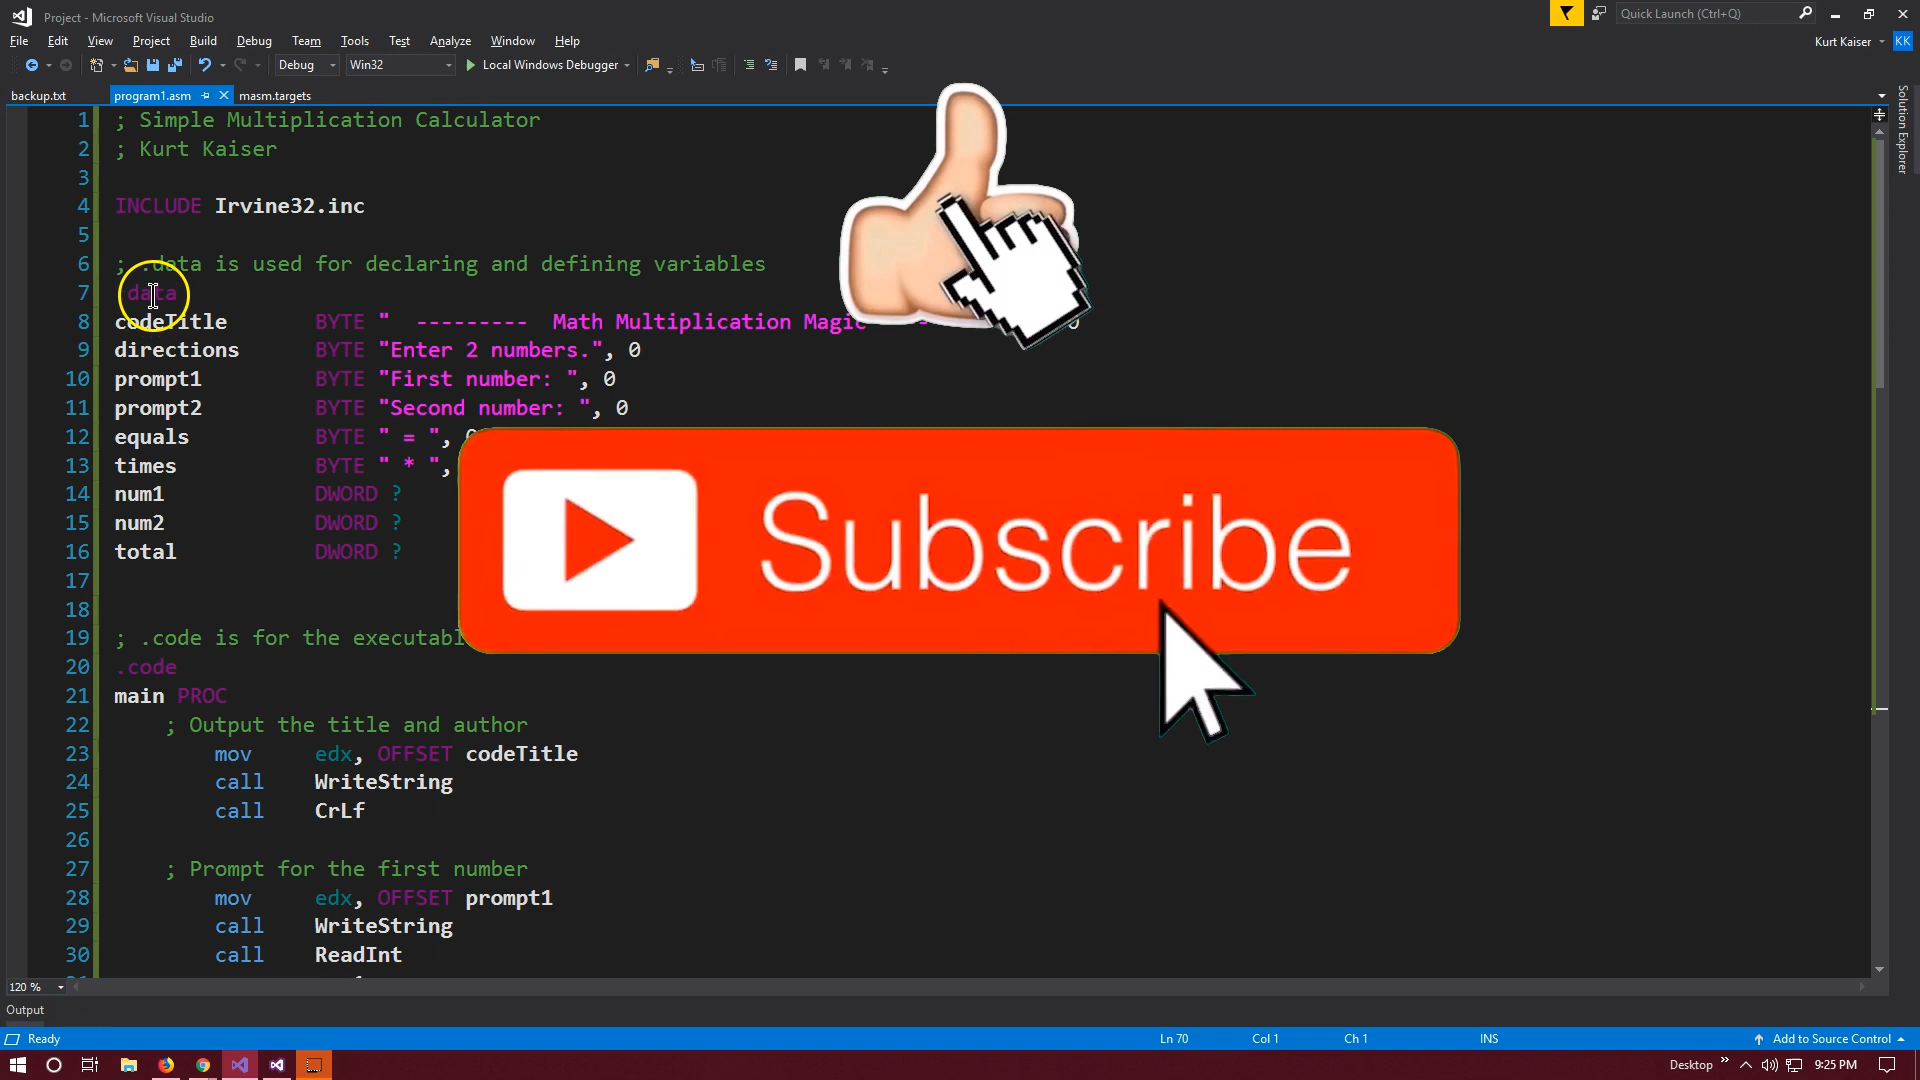 Project - Microsoft Visual Studio
Quick Launch (Ctrl+Q)
File Edit View Project Build Debug Team Tools Test Analyze Window Help
Kurt Kaiser KK
Debug Win32 Local Windows Debugger
backup.txt program1.asm masm.targets
Solution Explorer
1 ; Simple Multiplication Calculator
2 ; Kurt Kaiser
3
4 INCLUDE Irvine32.inc
5
6 ; .data is used for declaring and defining variables
7 data
8 codeTitle BYTE " --------- Math Multiplication Magic
9 directions BYTE "Enter 2 numbers.", 0
10 prompt1 BYTE "First number: ", 0
11 prompt2 BYTE "Second number: ", 0
12 equals BYTE " = ",
13 times BYTE " * ",
14 num1 DWORD ?
15 num2 DWORD ?
16 total DWORD ?
17
18
Subscribe
19 ; .code is for the executabl
20 .code
21 main PROC
22 ; Output the title and author
23 mov edx, OFFSET codeTitle
24 call WriteString
25 call CrLf
26
27 ; Prompt for the first number
28 mov edx, OFFSET prompt1
29 call WriteString
30 call ReadInt
120 %
Output
Ready Ln 70 Col 1 Ch 1 INS Add to Source Control
Desktop 9:25 PM